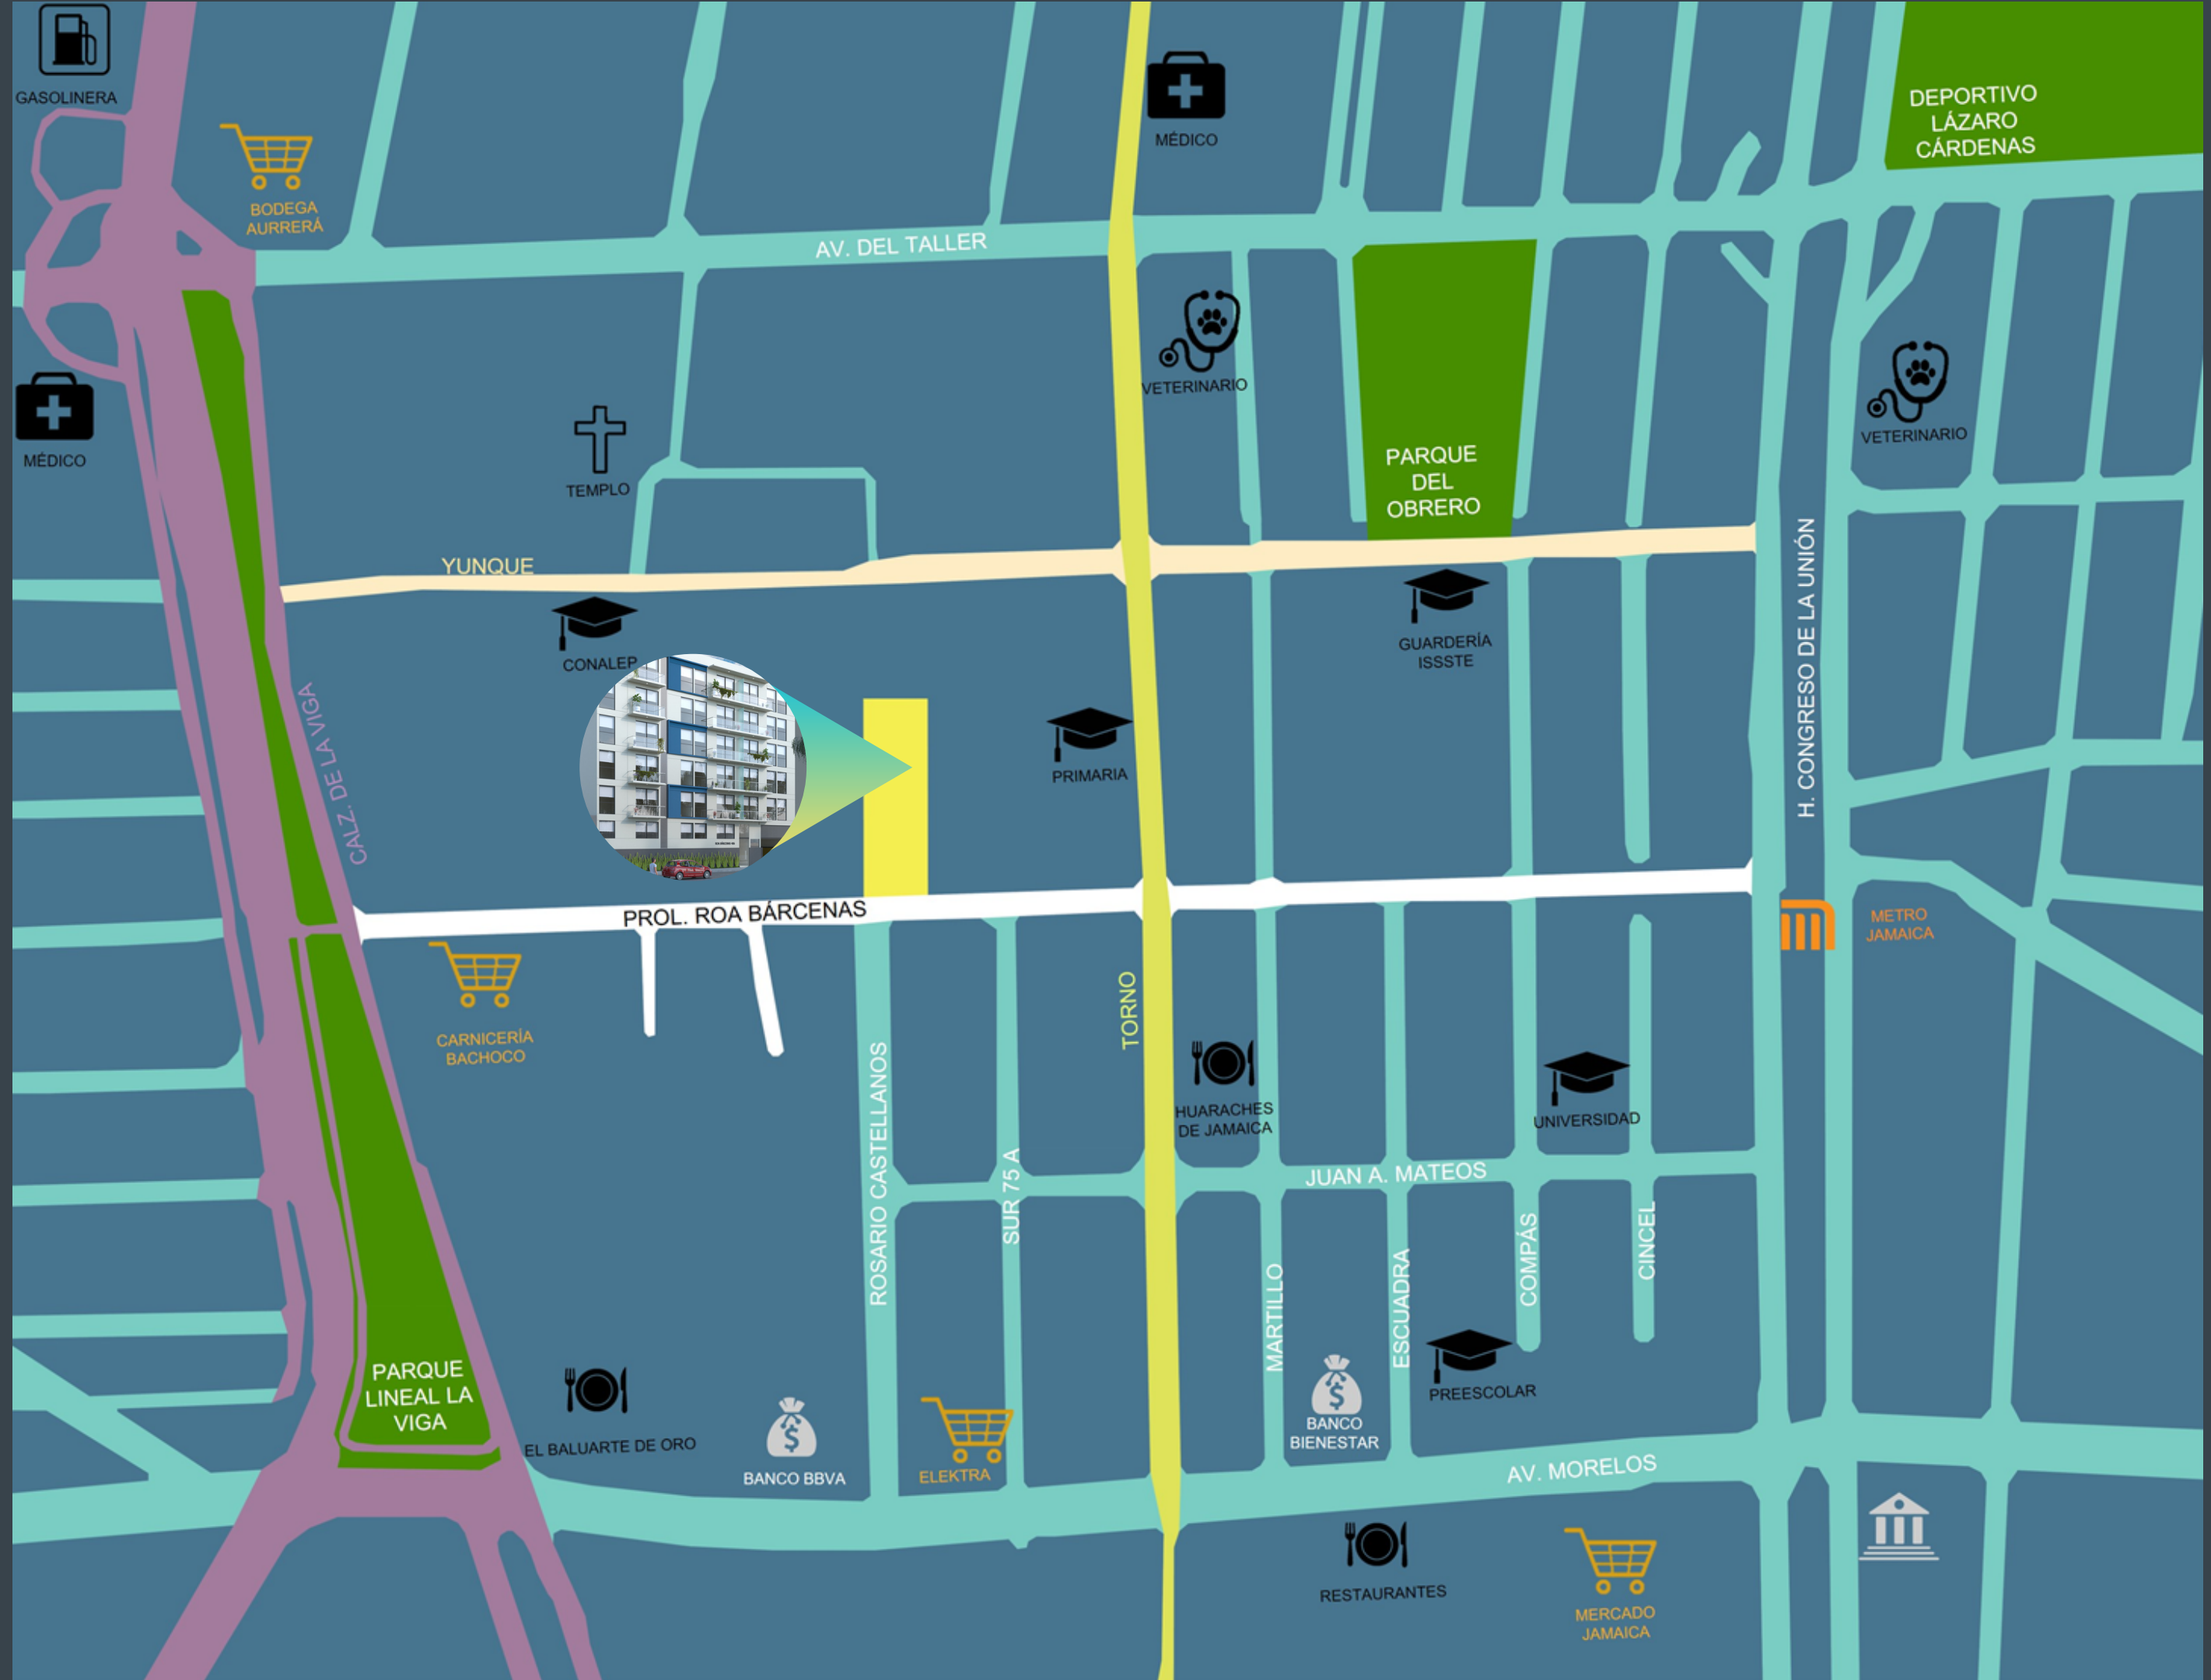 GASOLINERA
BODEGA
AURRERÁ
MÉDICO
DEPORTIVO
LÁZARO
CÁRDENAS
AV. DEL TALLER
VETERINARIO
VETERINARIO
MÉDICO
TEMPLO
PARQUE
DEL
OBRERO
YUNQUE
CONALEP
GUARDERÍA
ISSSTE
H. CONGRESO DE LA UNIÓN
CALZ. DE LA VIGA
PRIMARIA
PROL. ROA BÁRCENAS
METRO
JAMAICA
CARNICERÍA
BACHOCO
TORNO
ROSARIO CASTELLANOS
SUR 75 A
HUARACHES
DE JAMAICA
UNIVERSIDAD
JUAN A. MATEOS
MARTILLO
ESCUADRA
COMPÁS
CINCEL
PARQUE
LINEAL LA
VIGA
EL BALUARTE DE ORO
BANCO BBVA
ELEKTRA
BANCO
BIENESTAR
PREESCOLAR
AV. MORELOS
RESTAURANTES
MERCADO
JAMAICA